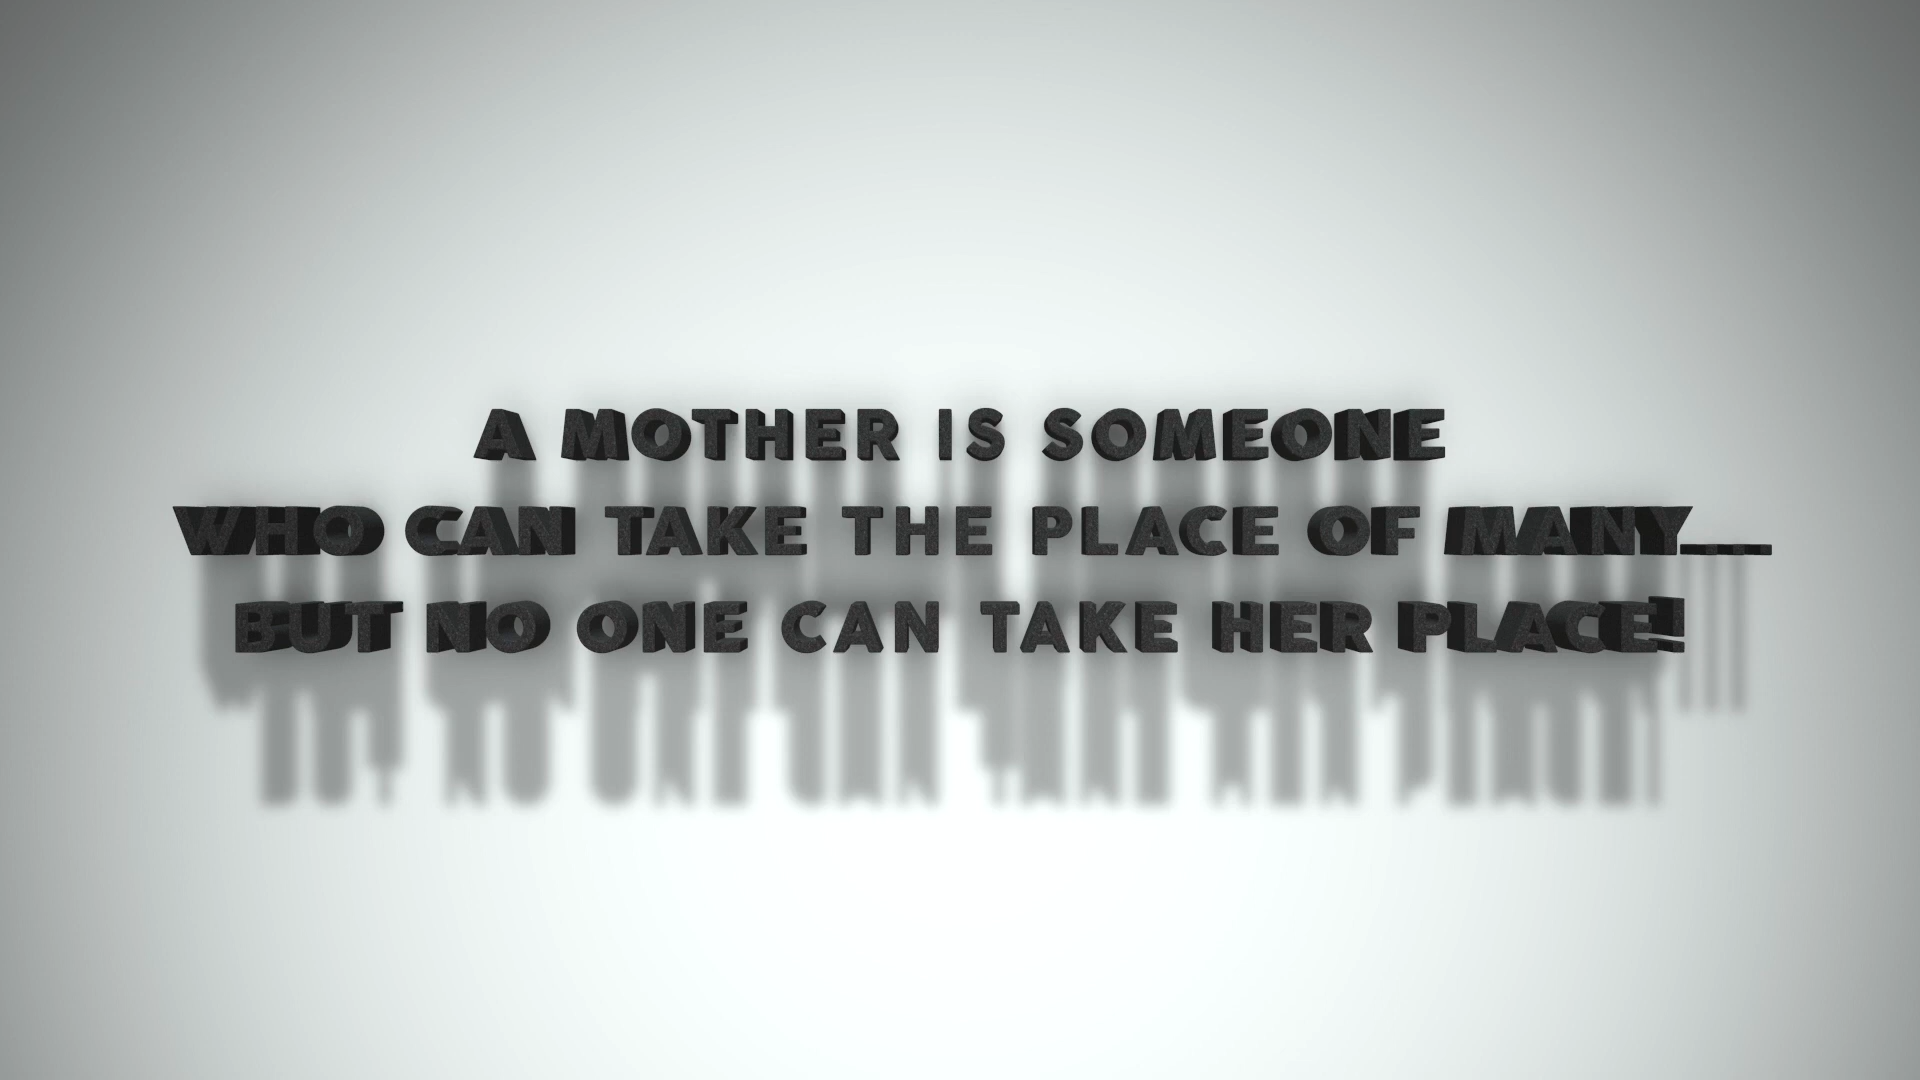 A MOTHER IS SOMEONE
WHO CAN TAKE THE PLACE OF MANY....
BUT NO ONE CAN TAKE HER PLACE!